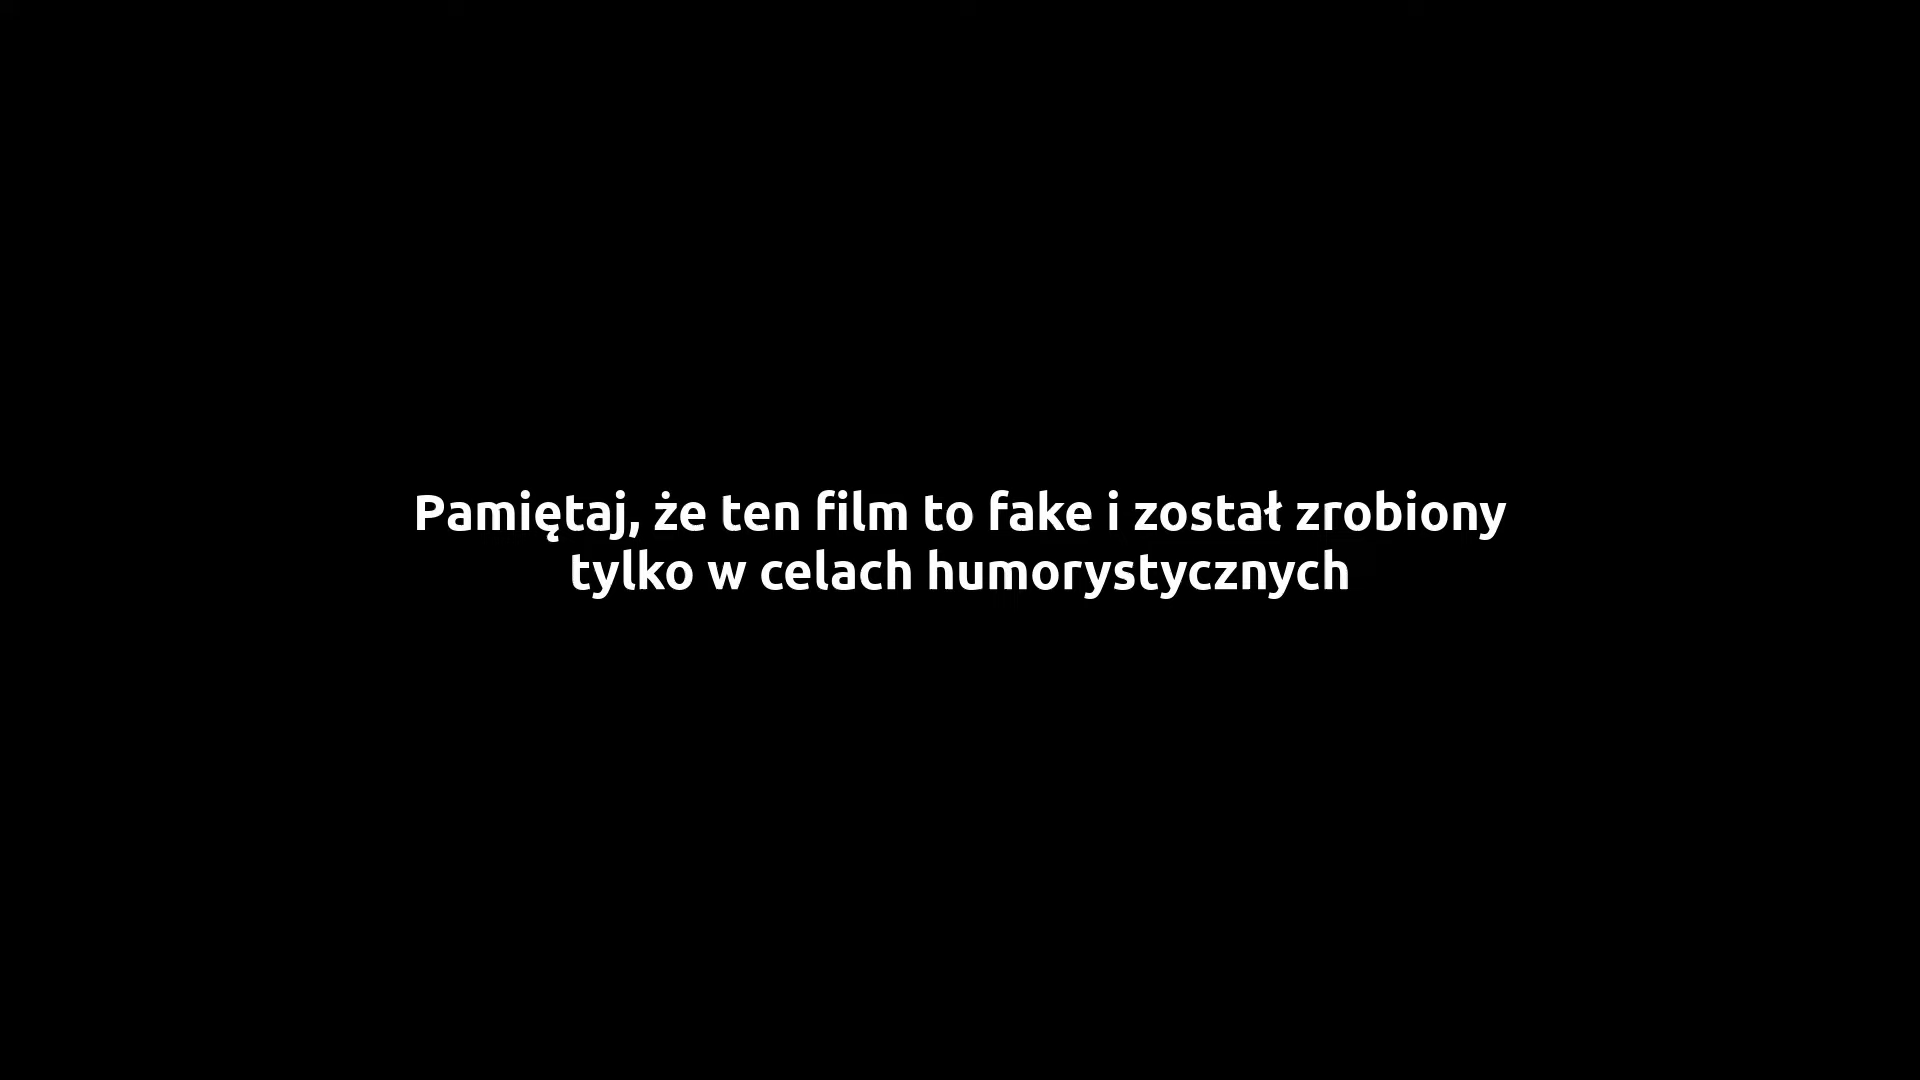 Pamiętaj, że ten film to fake i został zrobiony
tylko w celach humorystycznych